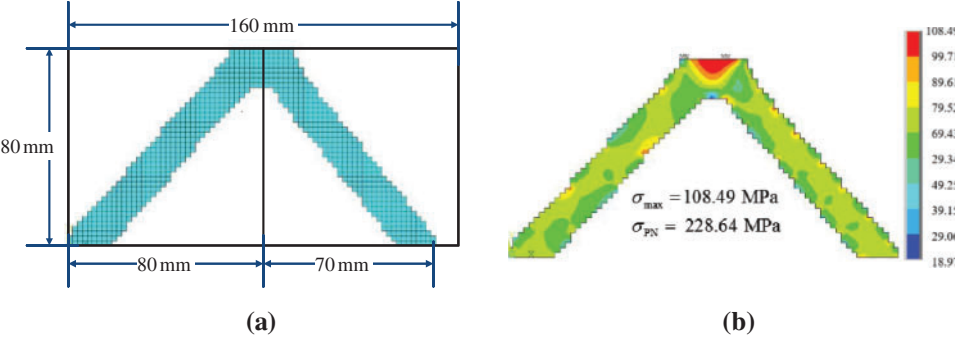 160 mm
80 mm
80 mm
70 mm
(a)
108.49
99.71
89.61
79.52
69.43
29.34
49.25
39.15
29.06
18.97
σmax = 108.49 MPa
σPN = 228.64 MPa
(b)